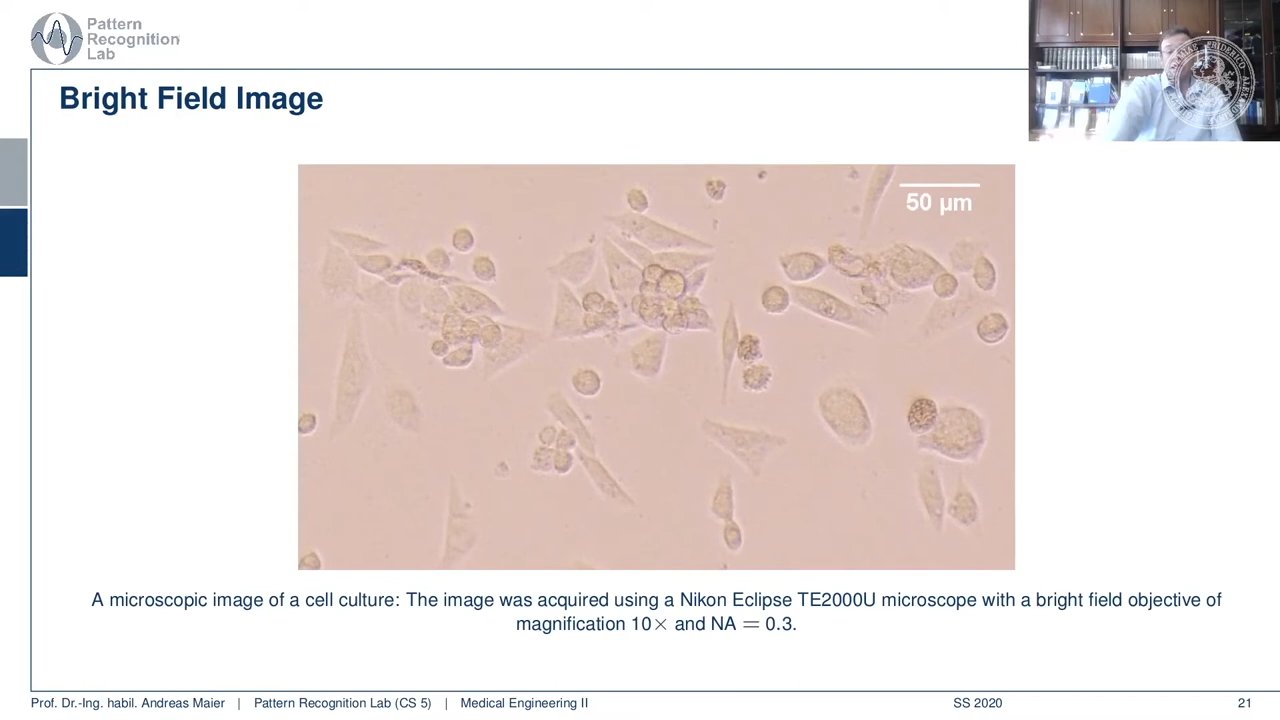 Pattern
Recognition
Lab
Bright Field Image
50 µm
A microscopic image of a cell culture: The image was acquired using a Nikon Eclipse TE2000U microscope with a bright field objective of
magnification 10× and NA = 0.3.
Prof. Dr.-Ing. habil. Andreas Maier | Pattern Recognition Lab (CS 5) | Medical Engineering II
SS 2020
21